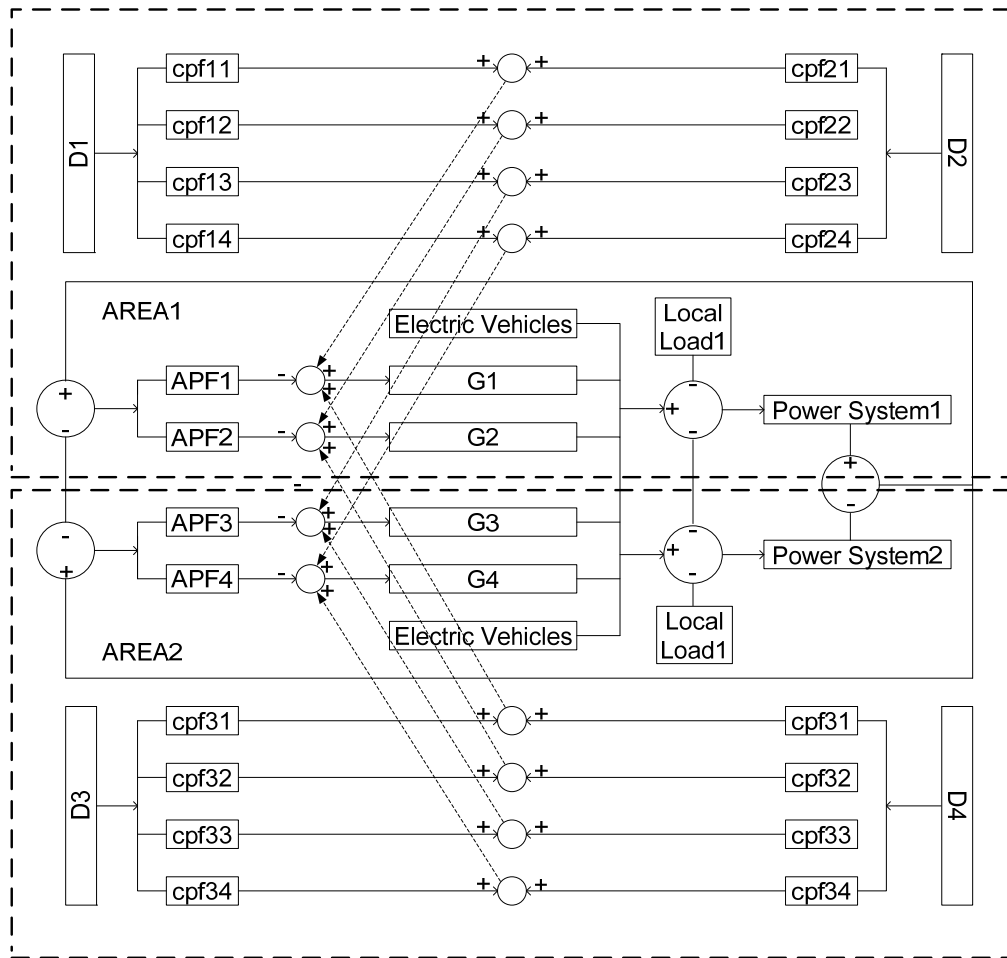 cpf11 + + cpf21
cpf12 + + cpf22
D1 D2
cpf13 + + cpf23
cpf14 + + cpf24
AREA1
Electric Vehicles
Local
Load1
+ APF1 - + + G1 - + - Power System1
- APF2 - + + G2 +
-
- APF3 - + + G3 - + - Power System2
+ APF4 - + + G4 -
Electric Vehicles
Local
Load1
AREA2
cpf31 + + cpf31
cpf32 + + cpf32
D3 D4
cpf33 + + cpf33
cpf34 + + cpf34